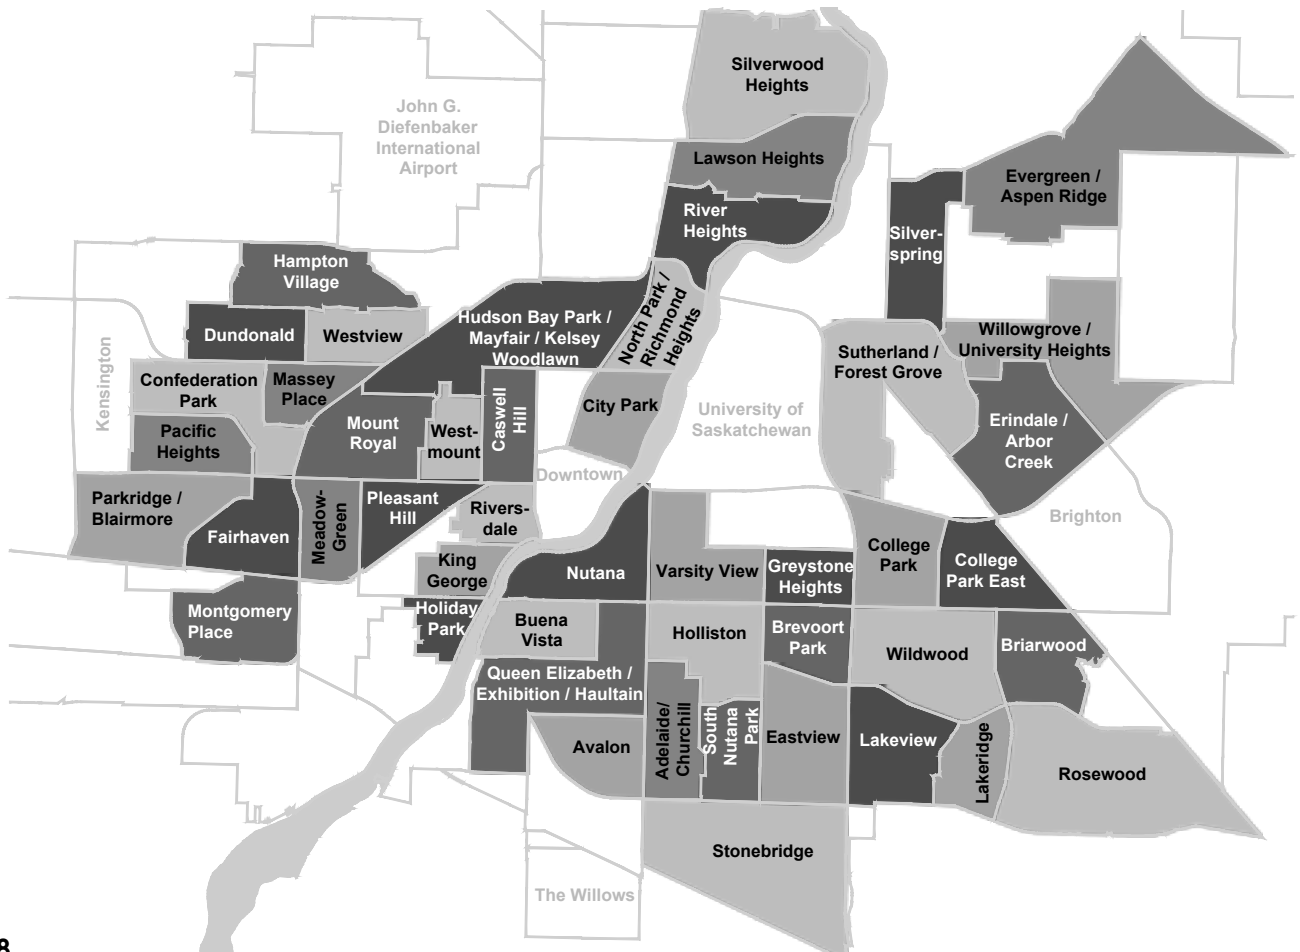 Silverwood
Heights
John G.
Diefenbaker
International
Airport
Lawson Heights
Evergreen /
Aspen Ridge
River
Heights
Silver-
spring
Hampton
Village
Hudson Bay Park /
Mayfair / Kelsey
Woodlawn
North Park /
Richmond
Heights
Dundonald
Westview
Willowgrove /
University Heights
Sutherland /
Forest Grove
Kensington
Confederation
Park
Massey
Place
City Park
University of
Saskatchewan
Caswell
Hill
Mount
Royal
West-
mount
Erindale /
Arbor
Creek
Pacific
Heights
Downtown
Parkridge /
Blairmore
Pleasant
Hill
Rivers-
dale
Brighton
Fairhaven
Meadow-
Green
College
Park
College
Park East
King
George
Nutana
Varsity View
Greystone
Heights
Montgomery
Place
Holiday
Park
Buena
Vista
Holliston
Brevoort
Park
Wildwood
Briarwood
Queen Elizabeth /
Exhibition / Haultain
Avalon
Adelaide/
Churchill
South
Nutana
Park
Eastview
Lakeview
Lakeridge
Rosewood
Stonebridge
The Willows
8